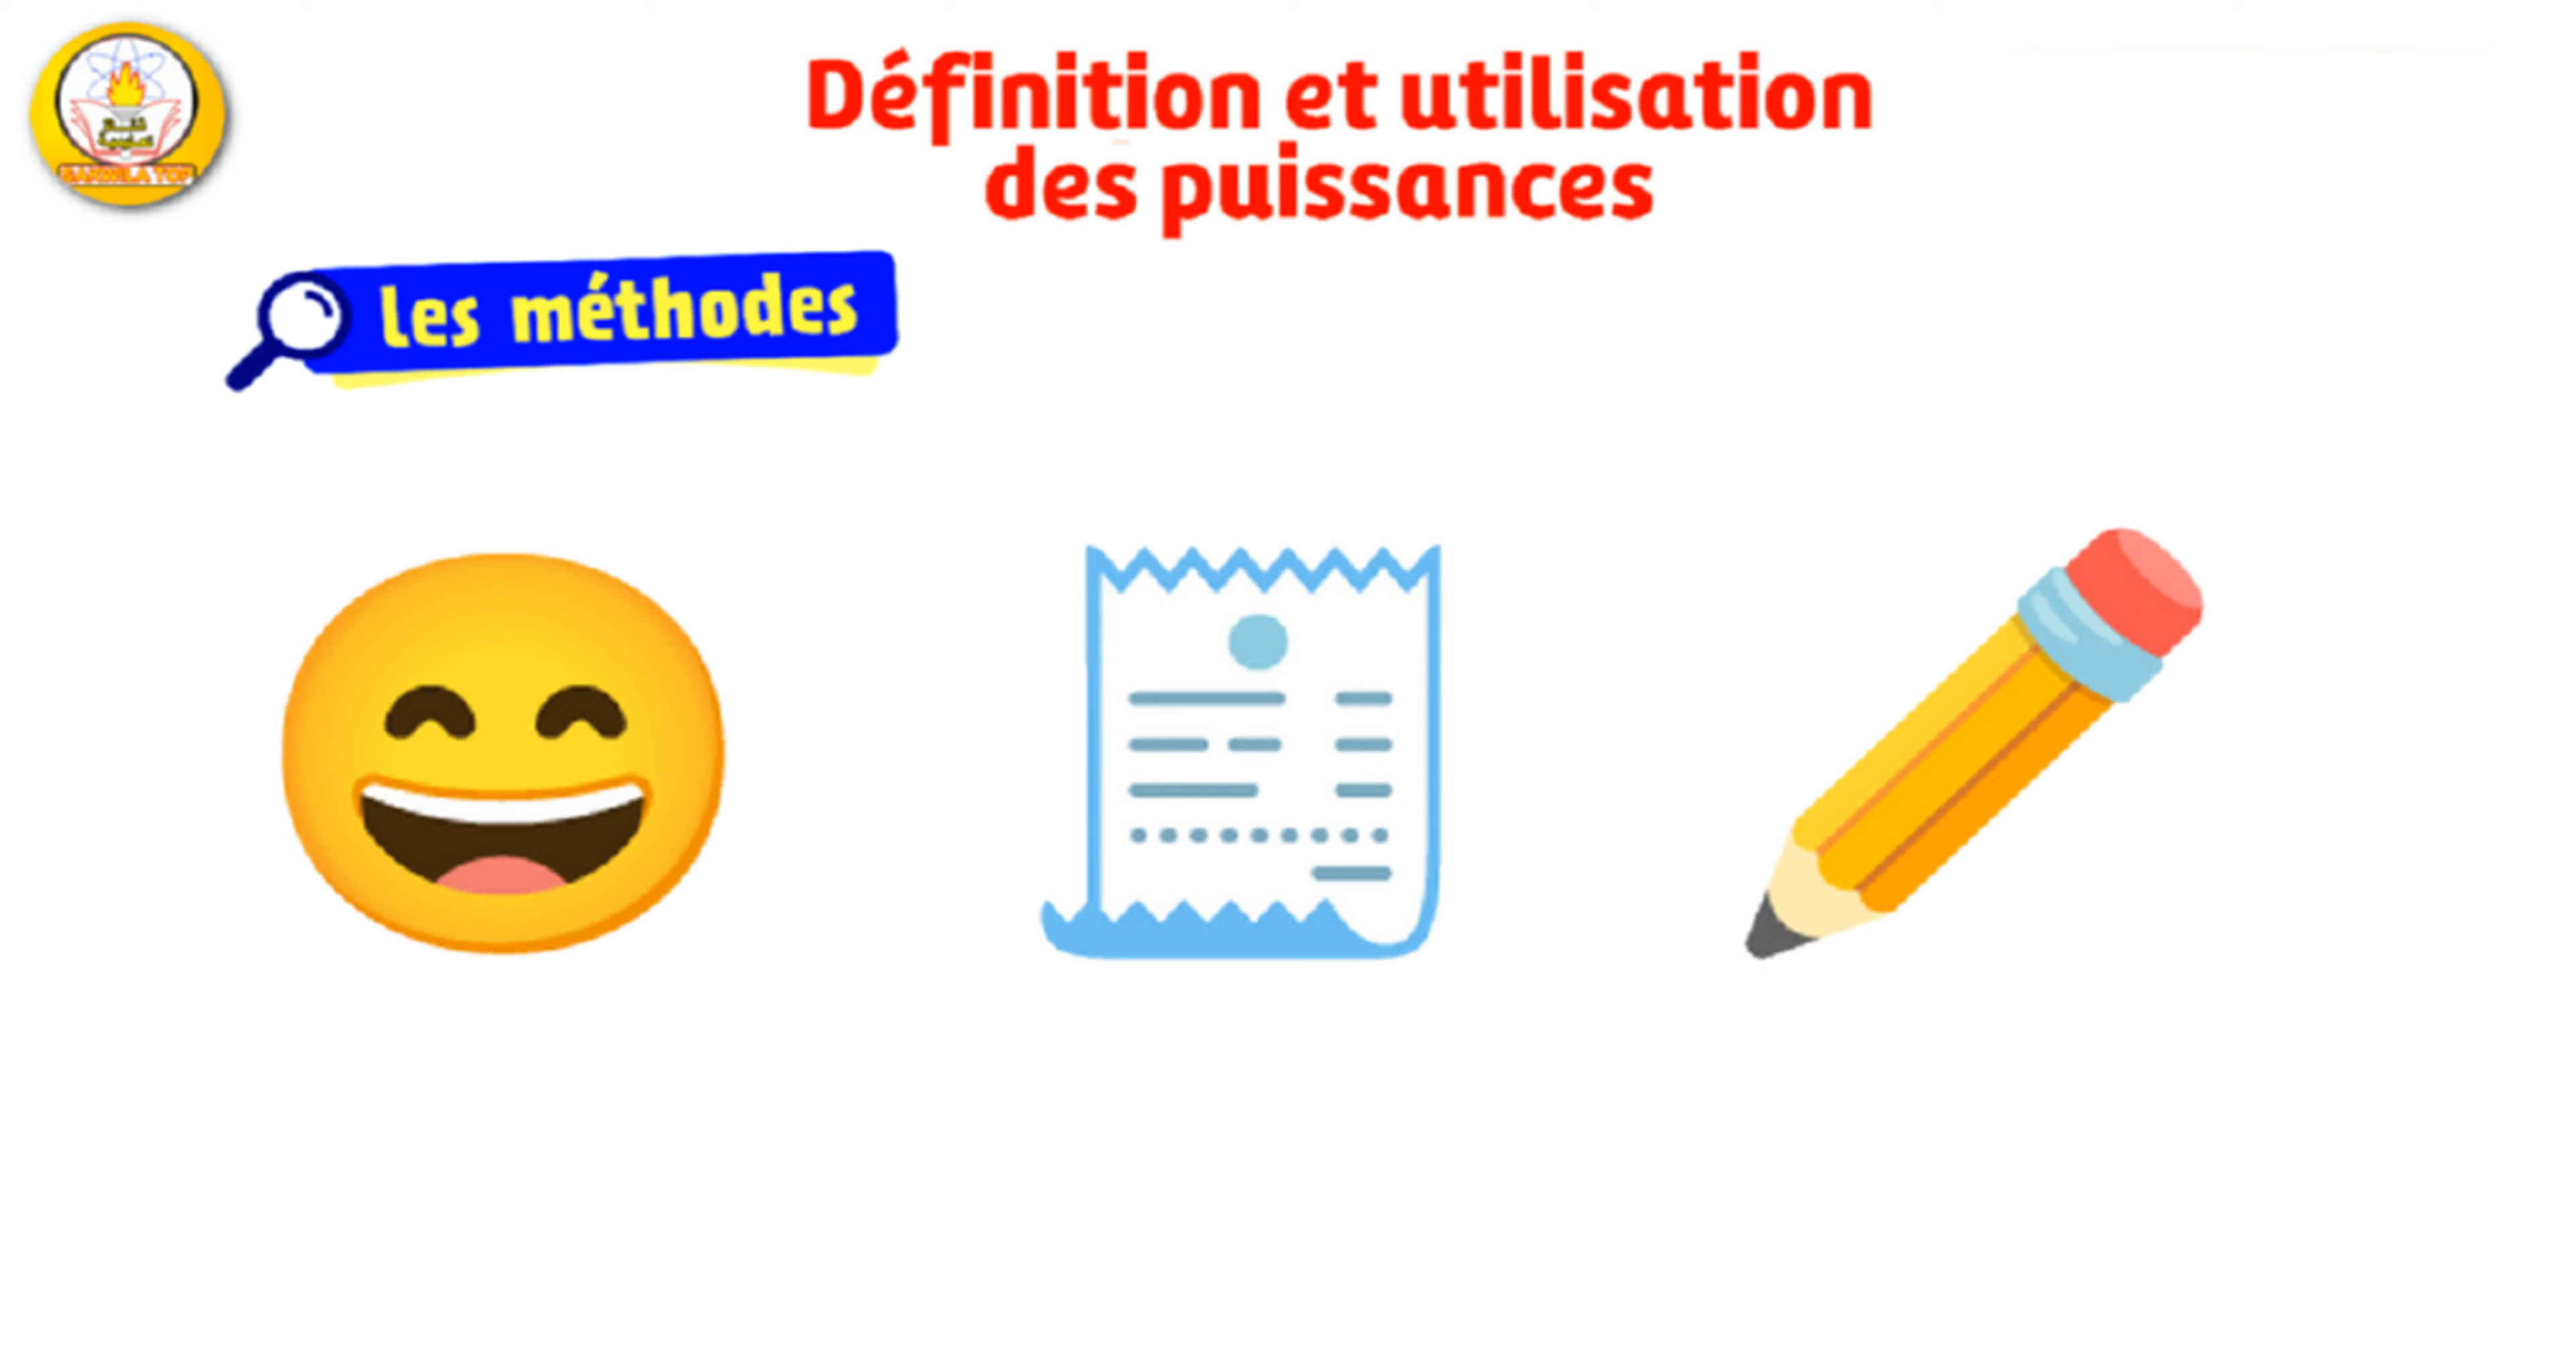 Définition et utilisation
des puissances
les méthodes